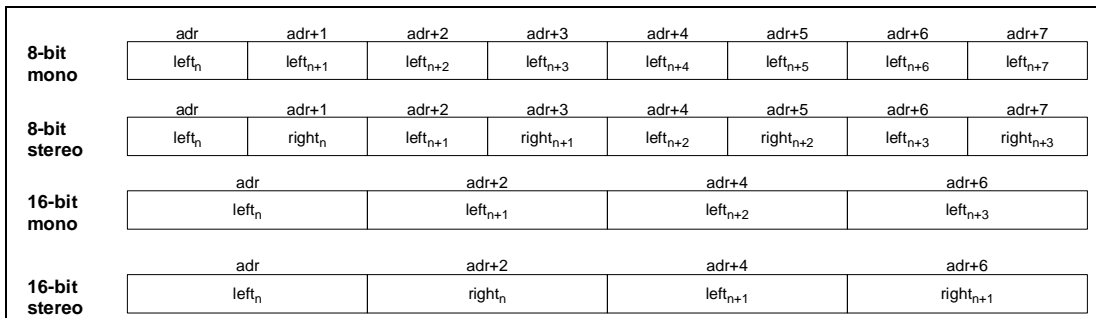 adr adr+1 adr+2 adr+3 adr+4 adr+5 adr+6 adr+7
8-bit mono
leftₙ leftₙ₊₁ leftₙ₊₂ leftₙ₊₃ leftₙ₊₄ leftₙ₊₅ leftₙ₊₆ leftₙ₊₇
adr adr+1 adr+2 adr+3 adr+4 adr+5 adr+6 adr+7
8-bit stereo
leftₙ rightₙ leftₙ₊₁ rightₙ₊₁ leftₙ₊₂ rightₙ₊₂ leftₙ₊₃ rightₙ₊₃
adr adr+2 adr+4 adr+6
16-bit mono
leftₙ leftₙ₊₁ leftₙ₊₂ leftₙ₊₃
adr adr+2 adr+4 adr+6
16-bit stereo
leftₙ rightₙ leftₙ₊₁ rightₙ₊₁